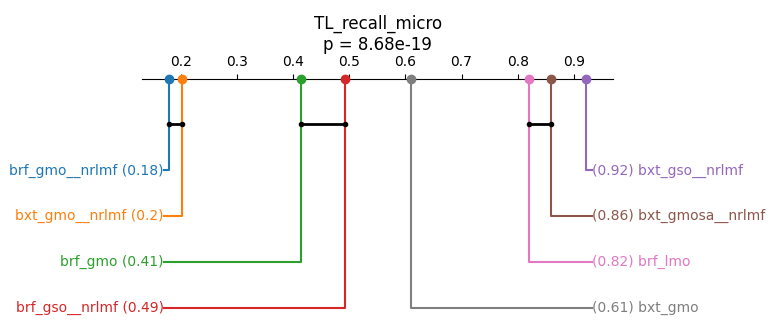 TL_recall_micro
p = 8.68e-19
0.2 0.3 0.4 0.5 0.6 0.7 0.8 0.9
brf_gmo__nrlmf (0.18) (0.92) bxt_gso__nrlmf
bxt_gmo__nrlmf (0.2) (0.86) bxt_gmosa__nrlmf
brf_gmo (0.41) (0.82) brf_lmo
brf_gso__nrlmf (0.49) (0.61) bxt_gmo